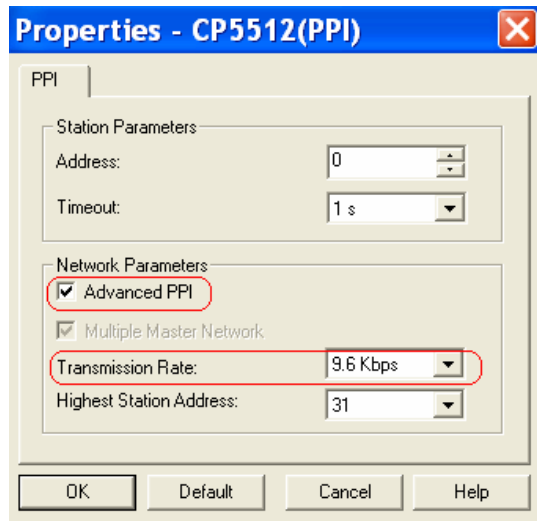 Properties - CP5512(PPI)
PPI
Station Parameters
Address: 0
Timeout: 1 s
Network Parameters
Advanced PPI
Multiple Master Network
Transmission Rate: 9.6 Kbps
Highest Station Address: 31
OK Default Cancel Help